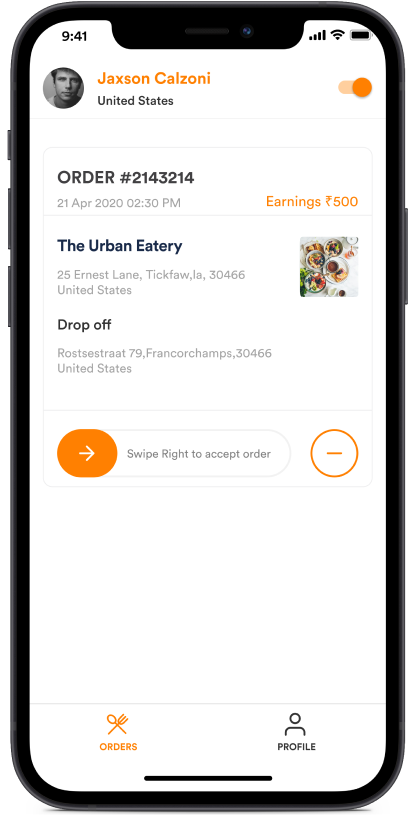 9:41
Jaxson Calzoni
United States
ORDER #2143214
21 Apr 2020 02:30 PM
Earnings ₹500
The Urban Eatery
25 Ernest Lane, Tickfaw,la, 30466
United States
Drop off
Rostsestraat 79,Francorchamps,30466
United States
Swipe Right to accept order
ORDERS
PROFILE